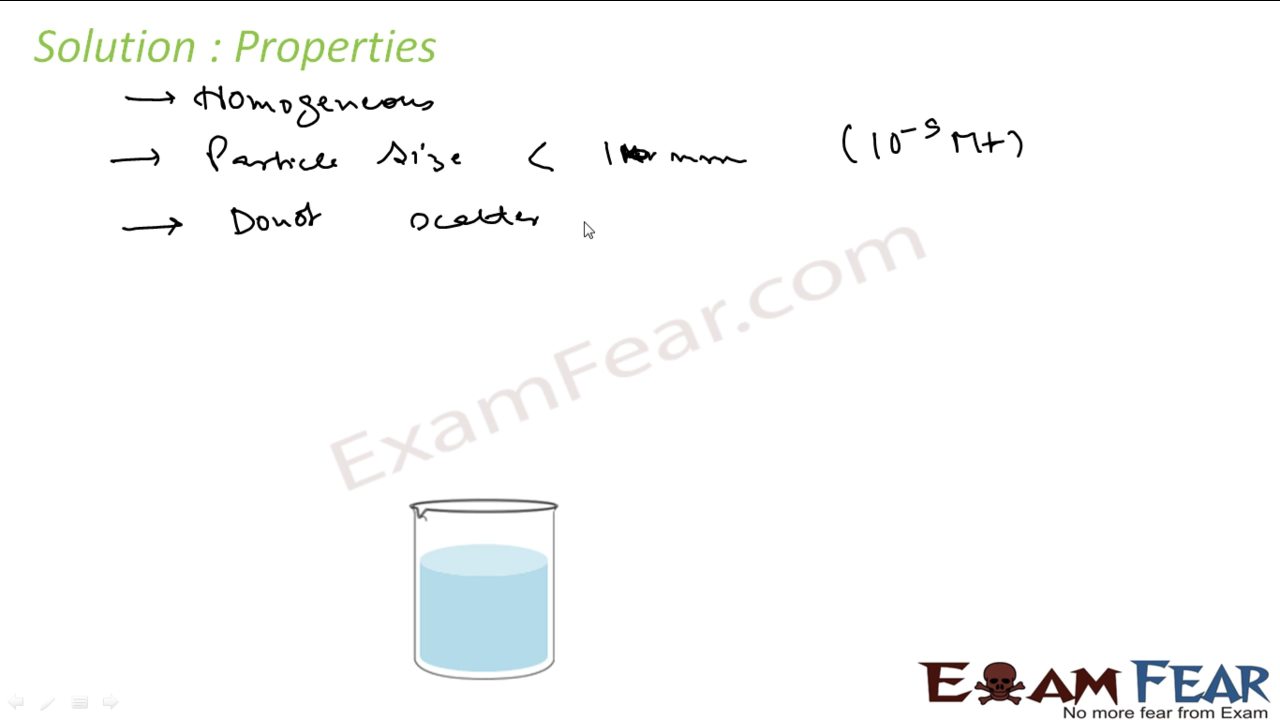 Solution : Properties
→ Homogeneous
→ Particle Size < 1 nm (10⁻⁹ Mt)
→ Donot scatter
ExamFear.com
EXAM FEAR
No more fear from Exam